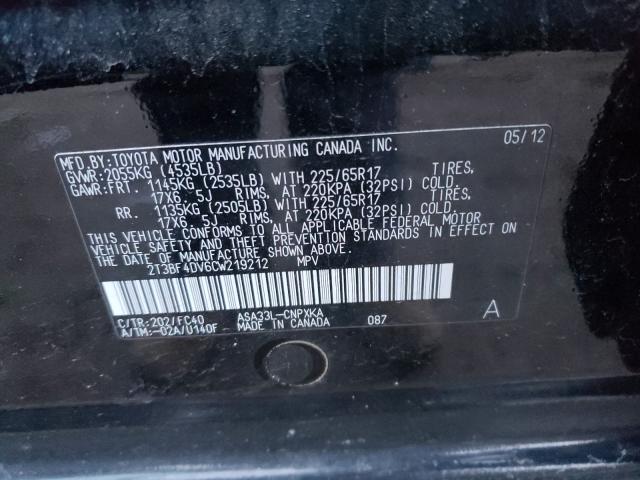 MFD.BY:TOYOTA MOTOR MANUFACTURING CANADA INC. 05/12
GVWR:2055KG (4535LB)
GAWR:FRT. 1145KG (2535LB) WITH 225/65R17 TIRES,
17X6. 5J RIMS, AT 220KPA (32PSI) COLD.
RR. 1135KG (2505LB) WITH 225/65R17 TIRES,
17X6. 5J RIMS, AT 220KPA (32PSI) COLD.
THIS VEHICLE CONFORMS TO ALL APPLICABLE FEDERAL MOTOR
VEHICLE SAFETY AND THEFT PREVENTION STANDARDS IN EFFECT ON
THE DATE OF MANUFACTURE SHOWN ABOVE.
2T3BF4DV6CW219212 MPV
C/TR:202/FC40 ASA33L-CNPXKA A
A/TM:-02A/U140F MADE IN CANADA 087